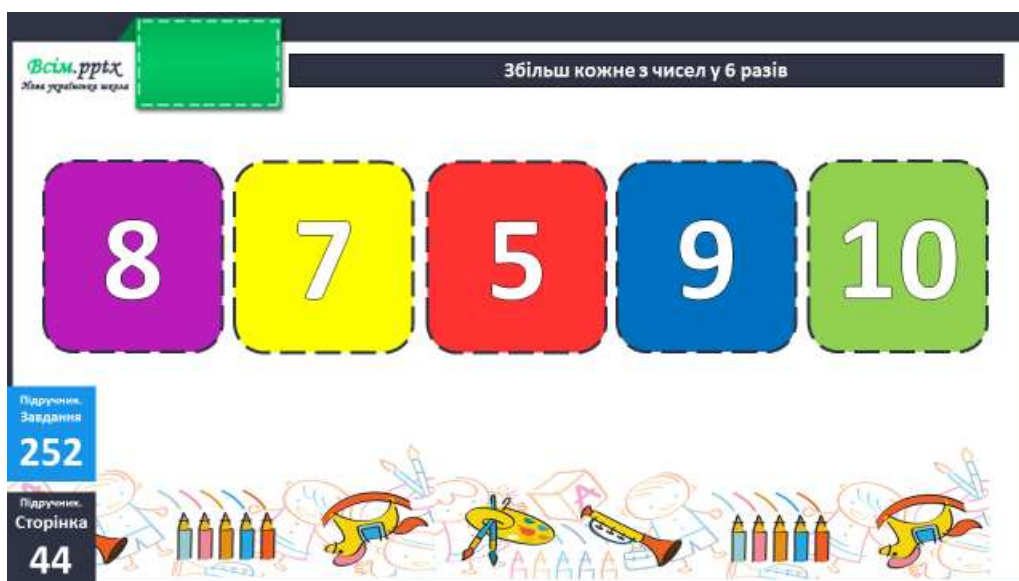 Всім.pptx
Нова українська школа
Збільш кожне з чисел у 6 разів
8 7 5 9 10
Підручник.
Завдання
252
Підручник.
Сторінка
44